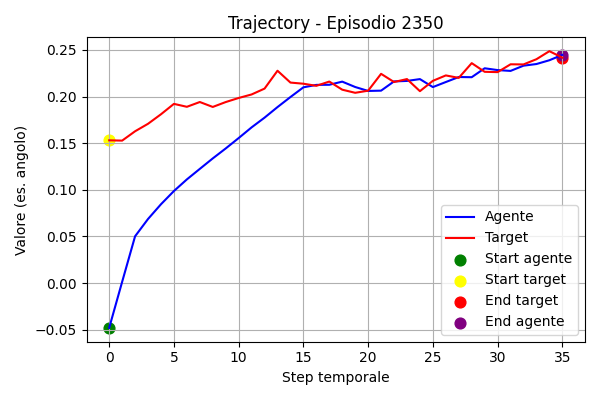 Trajectory - Episodio 2350
Valore (es. angolo)
0.25
0.20
0.15
0.10
0.05
0.00
−0.05
Agente
Target
Start agente
Start target
End target
End agente
0 5 10 15 20 25 30 35
Step temporale